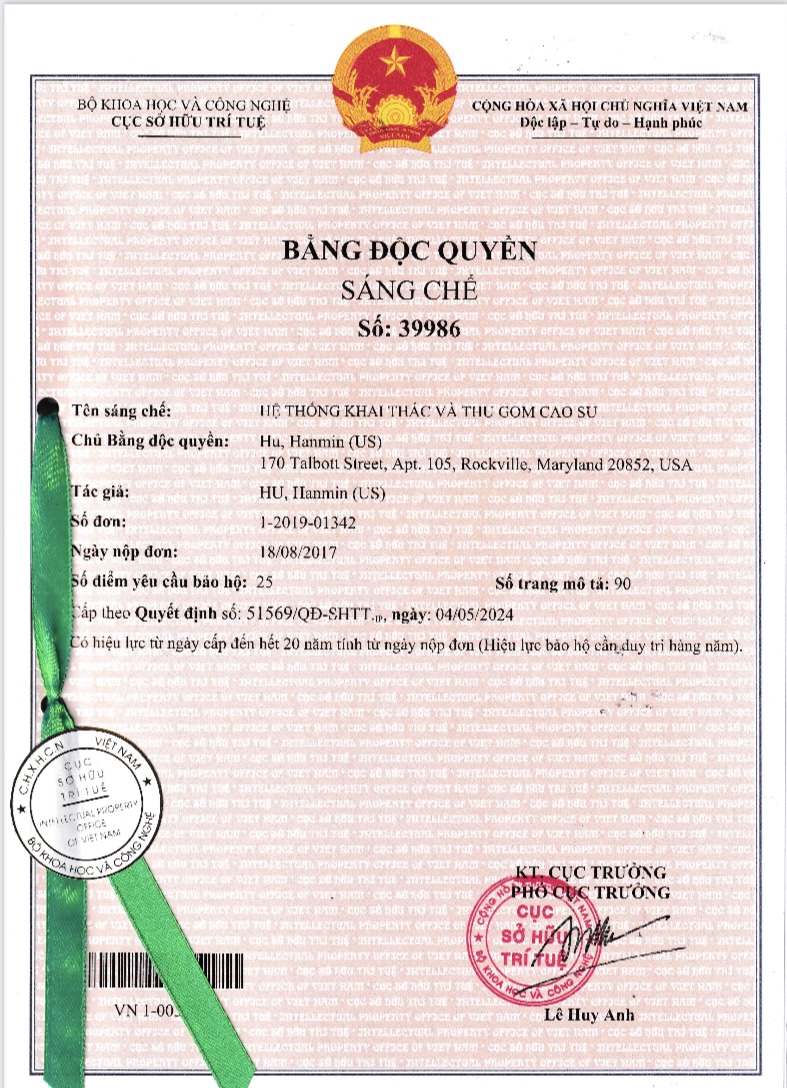 BỘ KHOA HỌC VÀ CÔNG NGHỆ
CỤC SỞ HỮU TRÍ TUỆ
CỘNG HÒA XÃ HỘI CHỦ NGHĨA VIỆT NAM
Độc lập – Tự do – Hạnh phúc
VIỆT NAM
BẰNG ĐỘC QUYỀN
SÁNG CHẾ
Số: 39986
Tên sáng chế: HỆ THỐNG KHAI THÁC VÀ THU GOM CAO SU
Chủ Bằng độc quyền: Hu, Hanmin (US)
170 Talbott Street, Apt. 105, Rockville, Maryland 20852, USA
Tác giả: HU, Hanmin (US)
Số đơn: 1-2019-01342
Ngày nộp đơn: 18/08/2017
Số điểm yêu cầu bảo hộ: 25 Số trang mô tả: 90
Cấp theo Quyết định số: 51569/QĐ-SHTT.IP, ngày: 04/05/2024
Có hiệu lực từ ngày cấp đến hết 20 năm tính từ ngày nộp đơn (Hiệu lực bảo hộ cần duy trì hàng năm).
C.H.X.H.C.N VIỆT NAM
CỤC
SỞ HỮU
TRÍ TUỆ
INTELLECTUAL PROPERTY
OFFICE
OF VIET NAM
BỘ KHOA HỌC VÀ CÔNG NGHỆ
KT. CỤC TRƯỞNG
PHÓ CỤC TRƯỞNG
CỤC
SỞ HỮU
TRÍ TUỆ
BỘ KHOA HỌC VÀ CÔNG NGHỆ
Lê Huy Anh
VN 1-00